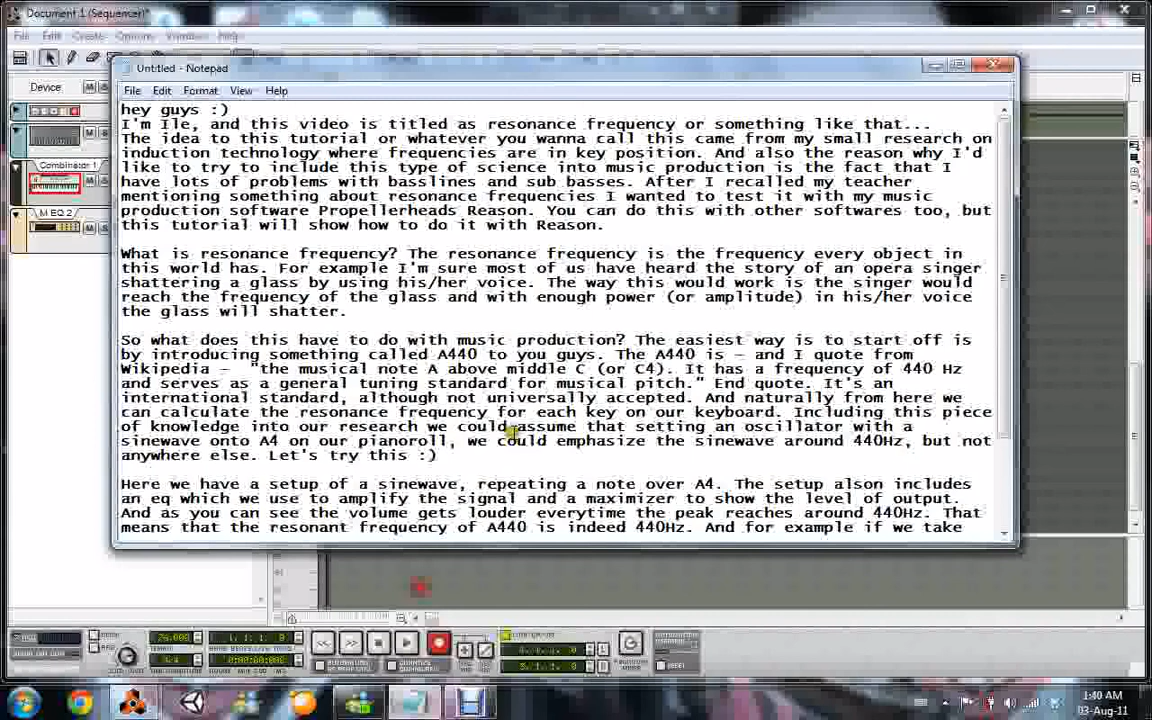 Document 1 (Sequencer)*
File Edit Create Options Windows Help
Untitled - Notepad
File Edit Format View Help
Device
Combinator 1
M EQ 2
hey guys :)
I'm Ile, and this video is titled as resonance frequency or something like that...
The idea to this tutorial or whatever you wanna call this came from my small research on
induction technology where frequencies are in key position. And also the reason why I'd
like to try to include this type of science into music production is the fact that I
have lots of problems with basslines and sub basses. After I recalled my teacher
mentioning something about resonance frequencies I wanted to test it with my music
production software Propellerheads Reason. You can do this with other softwares too, but
this tutorial will show how to do it with Reason.
What is resonance frequency? The resonance frequency is the frequency every object in
this world has. For example I'm sure most of us have heard the story of an opera singer
shattering a glass by using his/her voice. The way this would work is the singer would
reach the frequency of the glass and with enough power (or amplitude) in his/her voice
the glass will shatter.
So what does this have to do with music production? The easiest way is to start off is
by introducing something called A440 to you guys. The A440 is - and I quote from
Wikipedia -  "the musical note A above middle C (or C4). It has a frequency of 440 Hz
and serves as a general tuning standard for musical pitch." End quote. It's an
international standard, although not universally accepted. And naturally from here we
can calculate the resonance frequency for each key on our keyboard. Including this piece
of knowledge into our research we could assume that setting an oscillator with a
sinewave onto A4 on our pianoroll, we could emphasize the sinewave around 440Hz, but not
anywhere else. Let's try this :)
Here we have a setup of a sinewave, repeating a note over A4. The setup alson includes
an eq which we use to amplify the signal and a maximizer to show the level of output.
And as you can see the volume gets louder everytime the peak reaches around 440Hz. That
means that the resonant frequency of A440 is indeed 440Hz. And for example if we take
1:40 AM
03-Aug-11